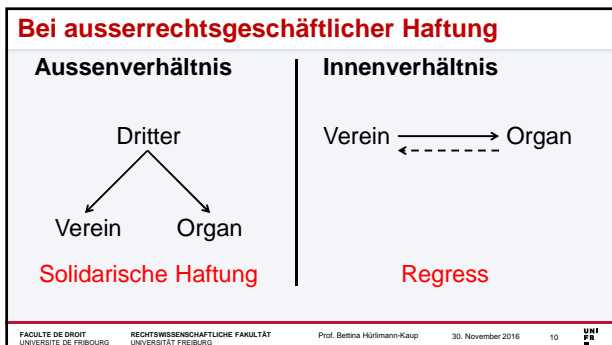 Bei ausserrechtsgeschäftlicher Haftung
Aussenverhältnis
Dritter
Verein Organ
Solidarische Haftung
Innenverhältnis
Verein Organ
Regress
FACULTE DE DROIT
UNIVERSITE DE FRIBOURG
RECHTSWISSENSCHAFTLICHE FAKULTÄT
UNIVERSITÄT FREIBURG
Prof. Bettina Hürlimann-Kaup
30. November 2016
10
UNI
FR